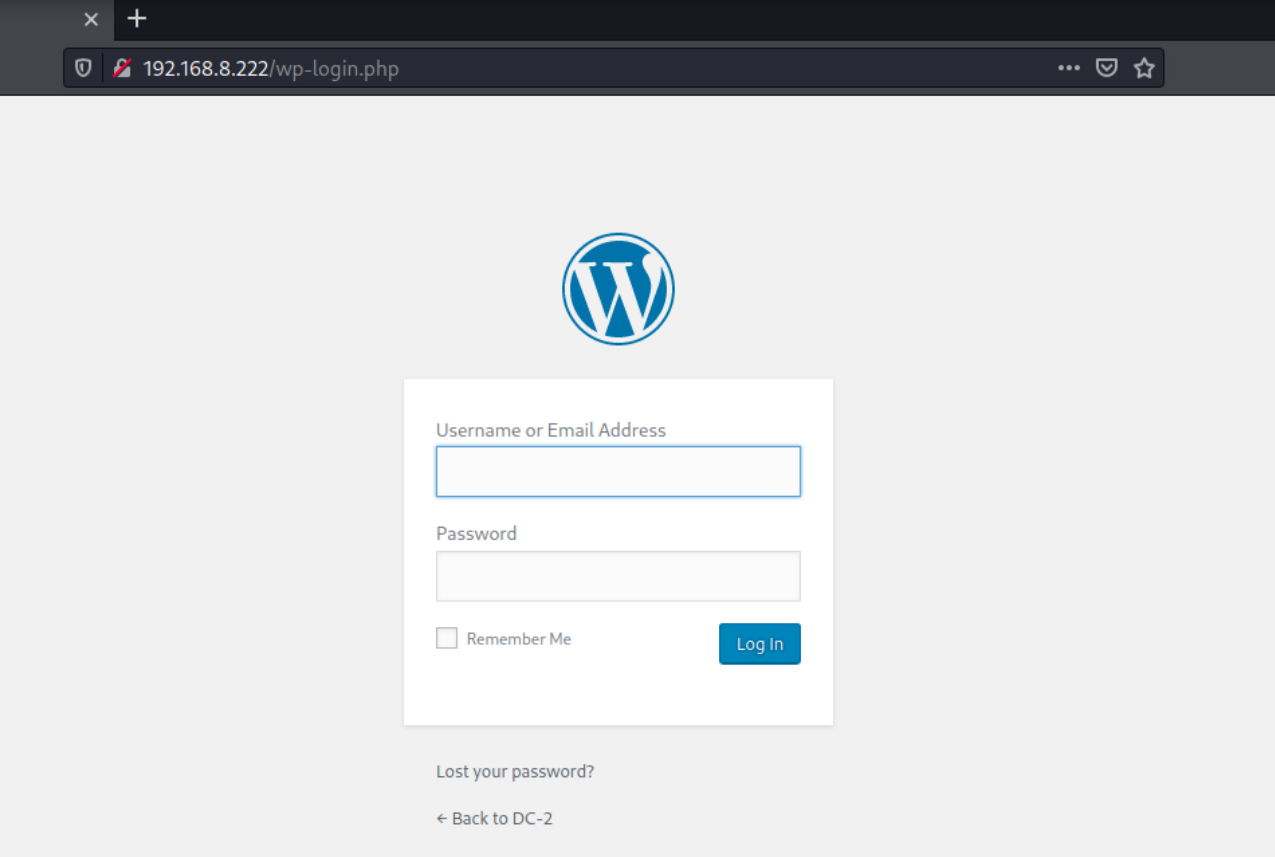 192.168.8.222/wp-login.php
Username or Email Address
Password
Remember Me
Log In
Lost your password?
← Back to DC-2